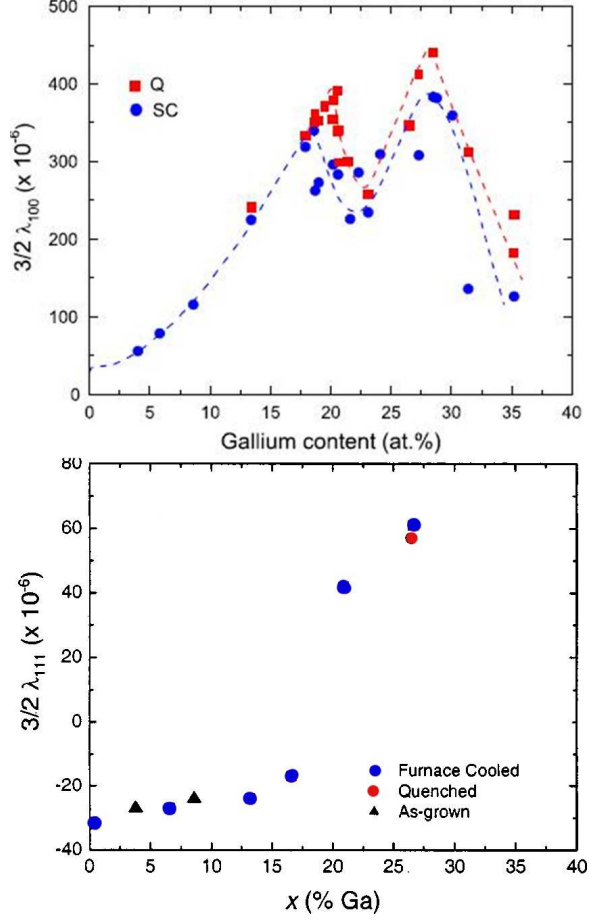 500
400
300
200
100
0
3/2 λ₁₀₀ (x 10⁻⁶)
Q
SC
0 5 10 15 20 25 30 35 40
Gallium content (at.%)
80
60
40
20
0
-20
-40
3/2 λ₁₁₁ (x 10⁻⁶)
Furnace Cooled
Quenched
As-grown
0 5 10 15 20 25 30 35 40
x (% Ga)